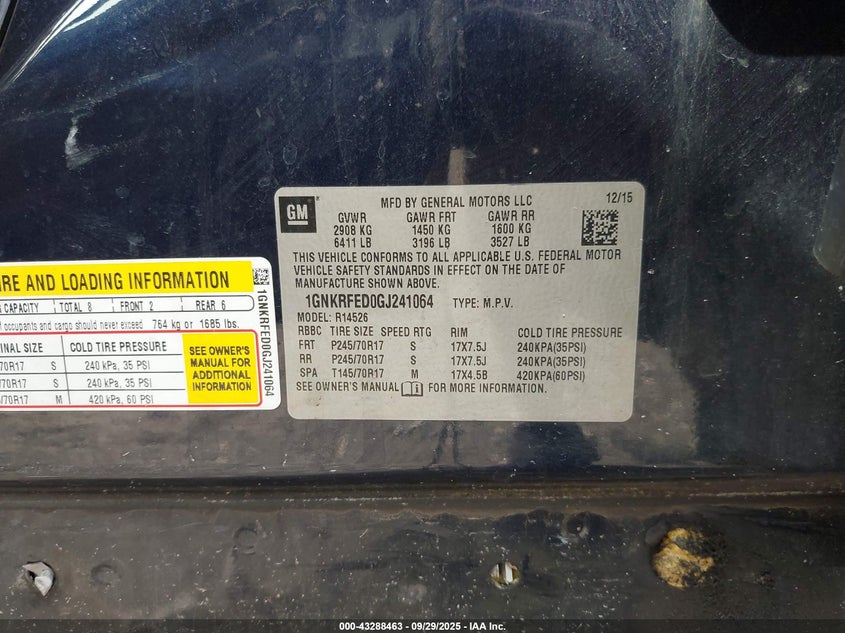 GM
MFD BY GENERAL MOTORS LLC 12/15
GVWR GAWR FRT GAWR RR
2908 KG 1450 KG 1600 KG
6411 LB 3196 LB 3527 LB
THIS VEHICLE CONFORMS TO ALL APPLICABLE U.S. FEDERAL MOTOR
VEHICLE SAFETY STANDARDS IN EFFECT ON THE DATE OF
MANUFACTURE SHOWN ABOVE.
1GNKRFED0GJ241064 TYPE: M.P.V.
MODEL: R14526
RBBC TIRE SIZE SPEED RTG RIM COLD TIRE PRESSURE
FRT P245/70R17 S 17X7.5J 240KPA(35PSI)
RR P245/70R17 S 17X7.5J 240KPA(35PSI)
SPA T145/70R17 M 17X4.5B 420KPA(60PSI)
SEE OWNER'S MANUAL FOR MORE INFORMATION.
AND LOADING INFORMATION
CAPACITY TOTAL 8 FRONT 2 REAR 6
occupants and cargo should never exceed 764 kg or 1685 lbs.
SIZE COLD TIRE PRESSURE
70R17 S 240 kPa, 35 PSI
70R17 S 240 kPa, 35 PSI
70R17 M 420 kPa, 60 PSI
SEE OWNER'S
MANUAL FOR
ADDITIONAL
INFORMATION
1GNKRFED0GJ241064
000-43288463 - 09/29/2025 - IAA Inc.